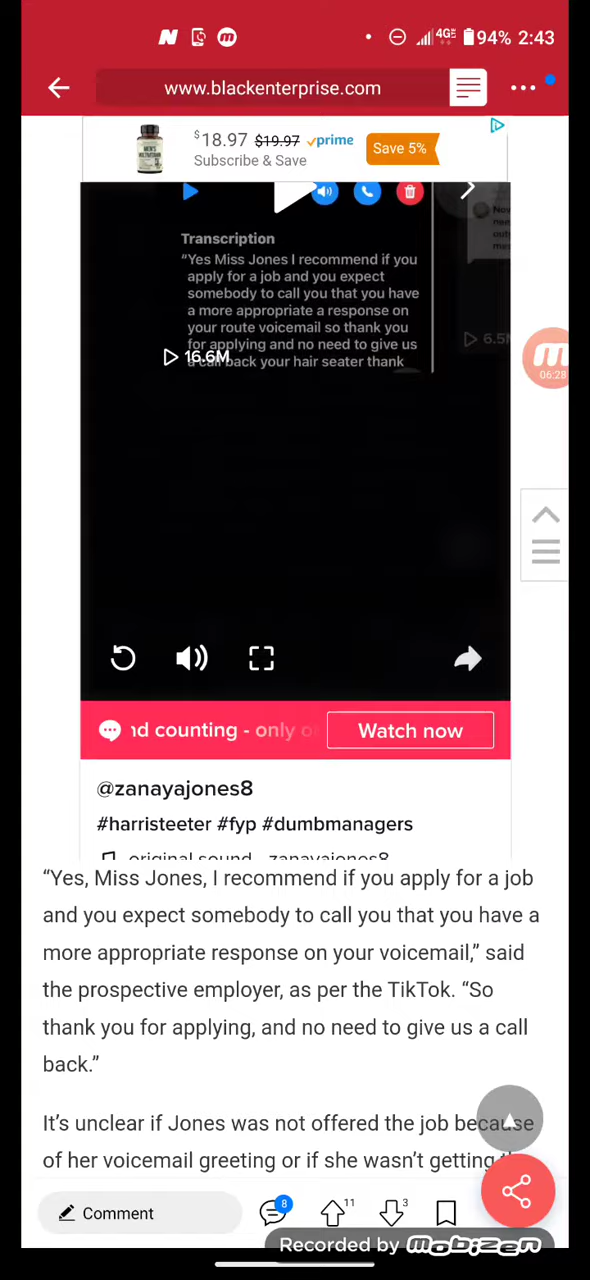 4GE 94% 2:43
www.blackenterprise.com
$18.97 $19.97 prime
Subscribe & Save
Save 5%
Transcription
“Yes Miss Jones I recommend if you
apply for a job and you expect
somebody to call you that you have
a more appropriate a response on
your route voicemail so thank you
for applying and no need to give us
a call back your hair seater thank
16.6M
6.5
06:28
nd counting - only o
Watch now
@zanayajones8
#harristeeter #fyp #dumbmanagers
original sound - zanayajones8
“Yes, Miss Jones, I recommend if you apply for a job
and you expect somebody to call you that you have a
more appropriate response on your voicemail,” said
the prospective employer, as per the TikTok. “So
thank you for applying, and no need to give us a call
back.”
It’s unclear if Jones was not offered the job because
of her voicemail greeting or if she wasn’t getting
Comment
8
11
3
Recorded by mobizen